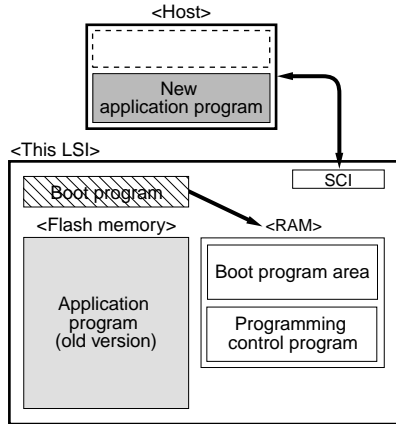 <Host>
New
application program
<This LSI>
SCI
Boot program
<Flash memory>
<RAM>
Application
program
(old version)
Boot program area
Programming
control program